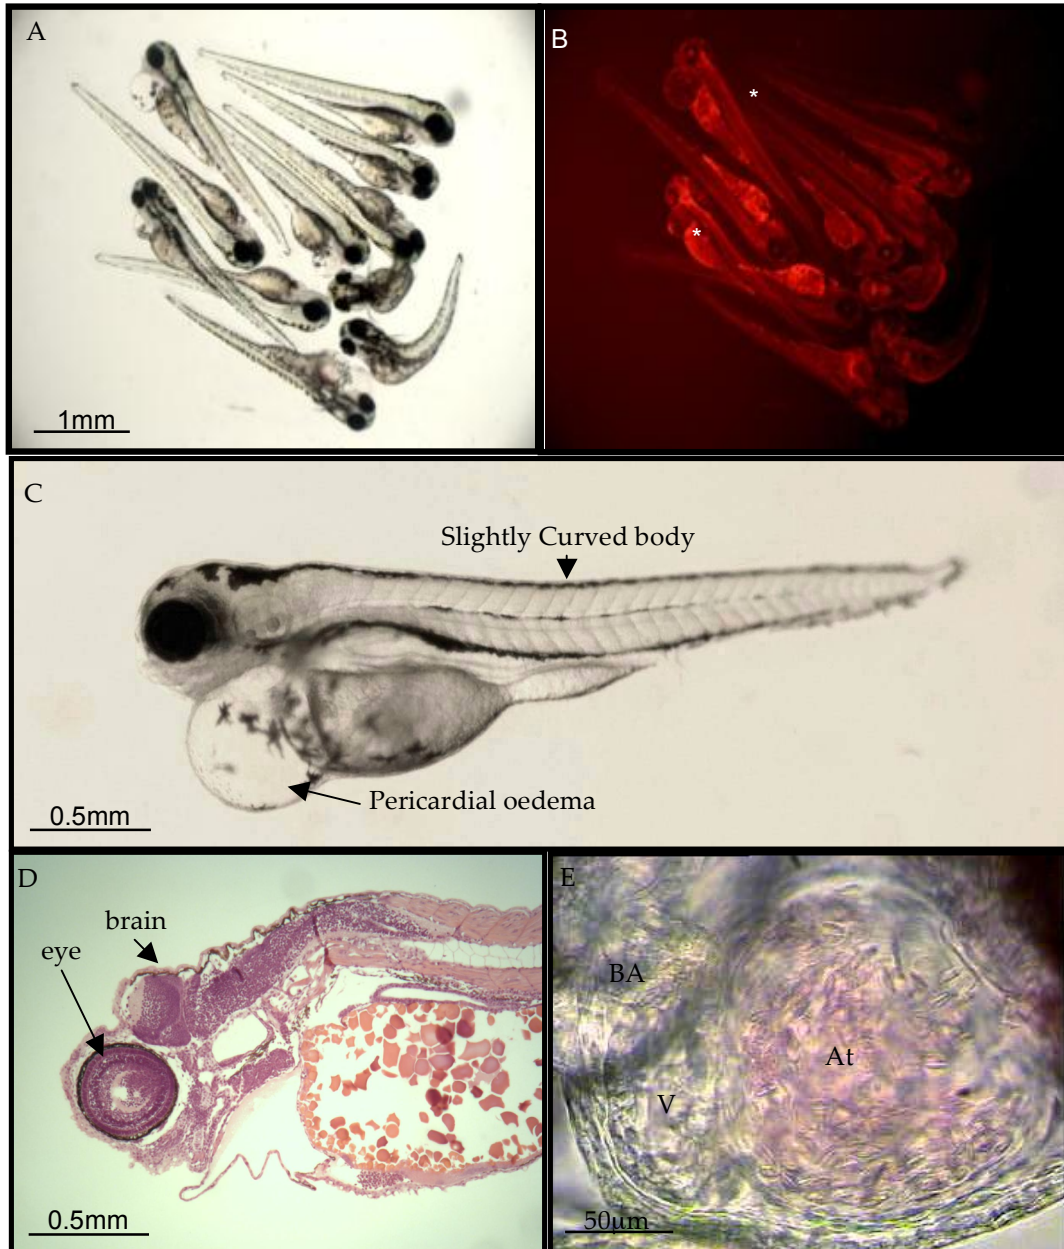 A
B
*
*
1mm
C
Slightly Curved body
Pericardial oedema
0.5mm
D
brain
eye
0.5mm
E
BA
At
V
50µm